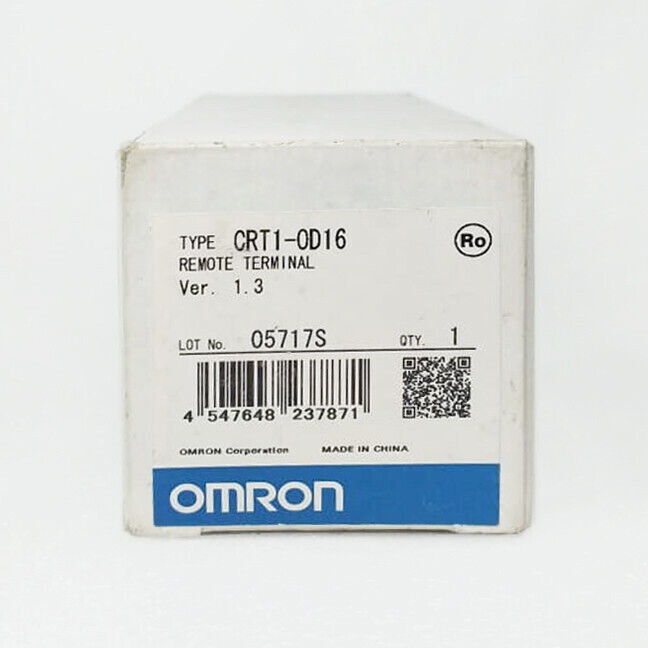 TYPE CRT1-OD16
Ro
REMOTE TERMINAL
Ver. 1.3
LOT No. 05717S QTY. 1
4 547648 237871
OMRON Corporation MADE IN CHINA
OMRON